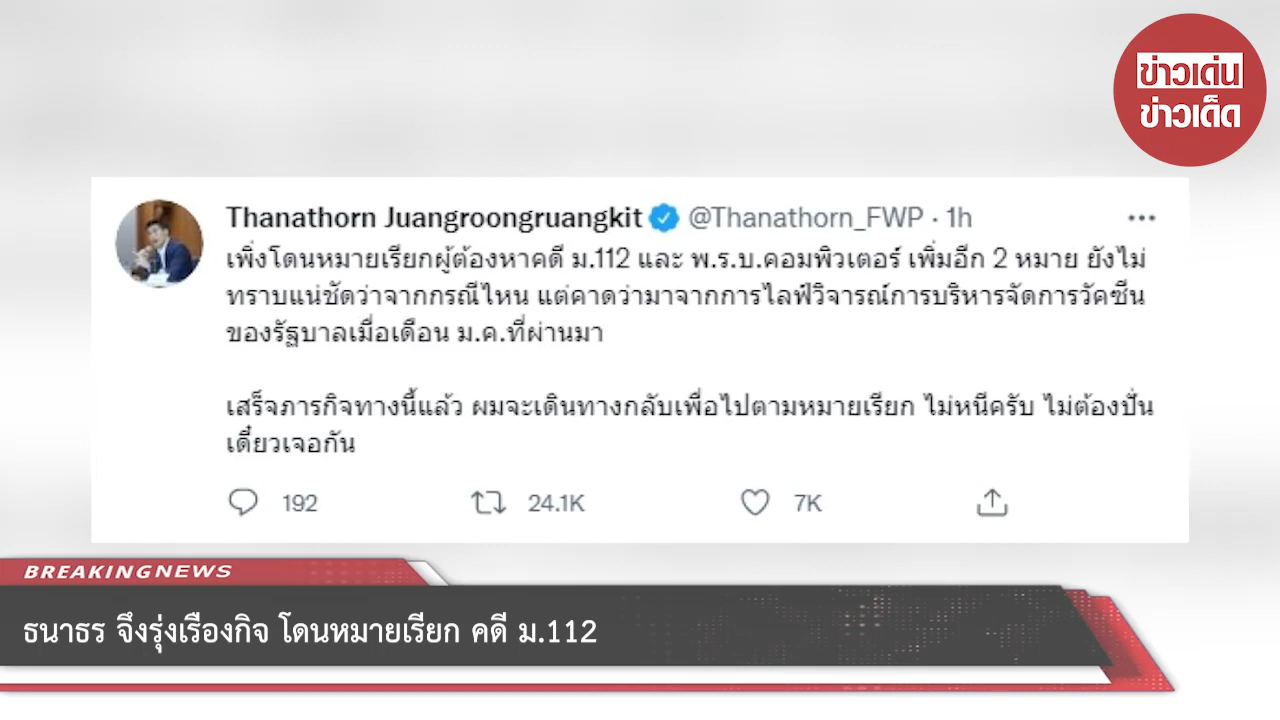 ข่าวเด่น
ข่าวเด็ด
Thanathorn Juangroongruangkit @Thanathorn_FWP · 1h
เพิ่งโดนหมายเรียกผู้ต้องหาคดี ม.112 และ พ.ร.บ.คอมพิวเตอร์ เพิ่มอีก 2 หมาย ยังไม่
ทราบแน่ชัดว่าจากกรณีไหน แต่คาดว่ามาจากการไลฟ์วิจารณ์การบริหารจัดการวัคซีน
ของรัฐบาลเมื่อเดือน ม.ค.ที่ผ่านมา
เสร็จภารกิจทางนี้แล้ว ผมจะเดินทางกลับเพื่อไปตามหมายเรียก ไม่หนีครับ ไม่ต้องปั่น
เดี๋ยวเจอกัน
192 24.1K 7K
BREAKINGNEWS
ธนาธร จึงรุ่งเรืองกิจ โดนหมายเรียก คดี ม.112